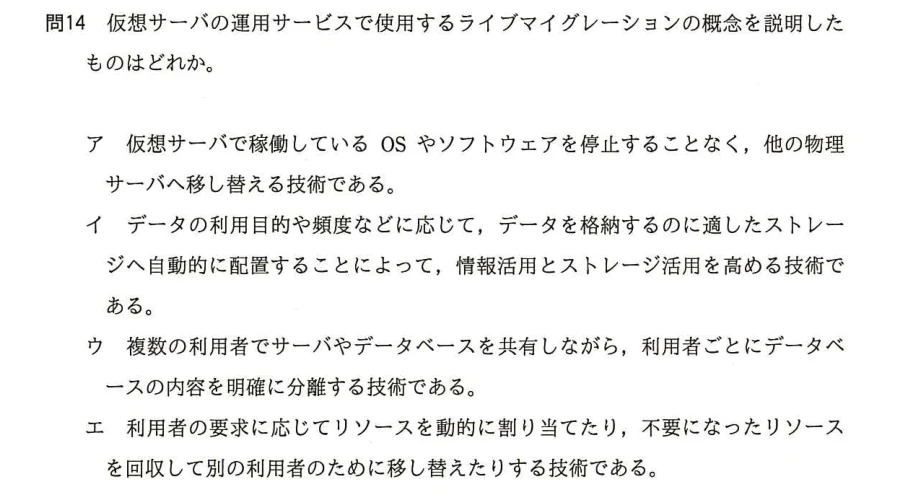 問14　仮想サーバの運用サービスで使用するライブマイグレーションの概念を説明した
ものはどれか。
ア　仮想サーバで稼働している OS やソフトウェアを停止することなく，他の物理
サーバへ移し替える技術である。
イ　データの利用目的や頻度などに応じて，データを格納するのに適したストレー
ジへ自動的に配置することによって，情報活用とストレージ活用を高める技術で
ある。
ウ　複数の利用者でサーバやデータベースを共有しながら，利用者ごとにデータベ
ースの内容を明確に分離する技術である。
エ　利用者の要求に応じてリソースを動的に割り当てたり，不要になったリソース
を回収して別の利用者のために移し替えたりする技術である。